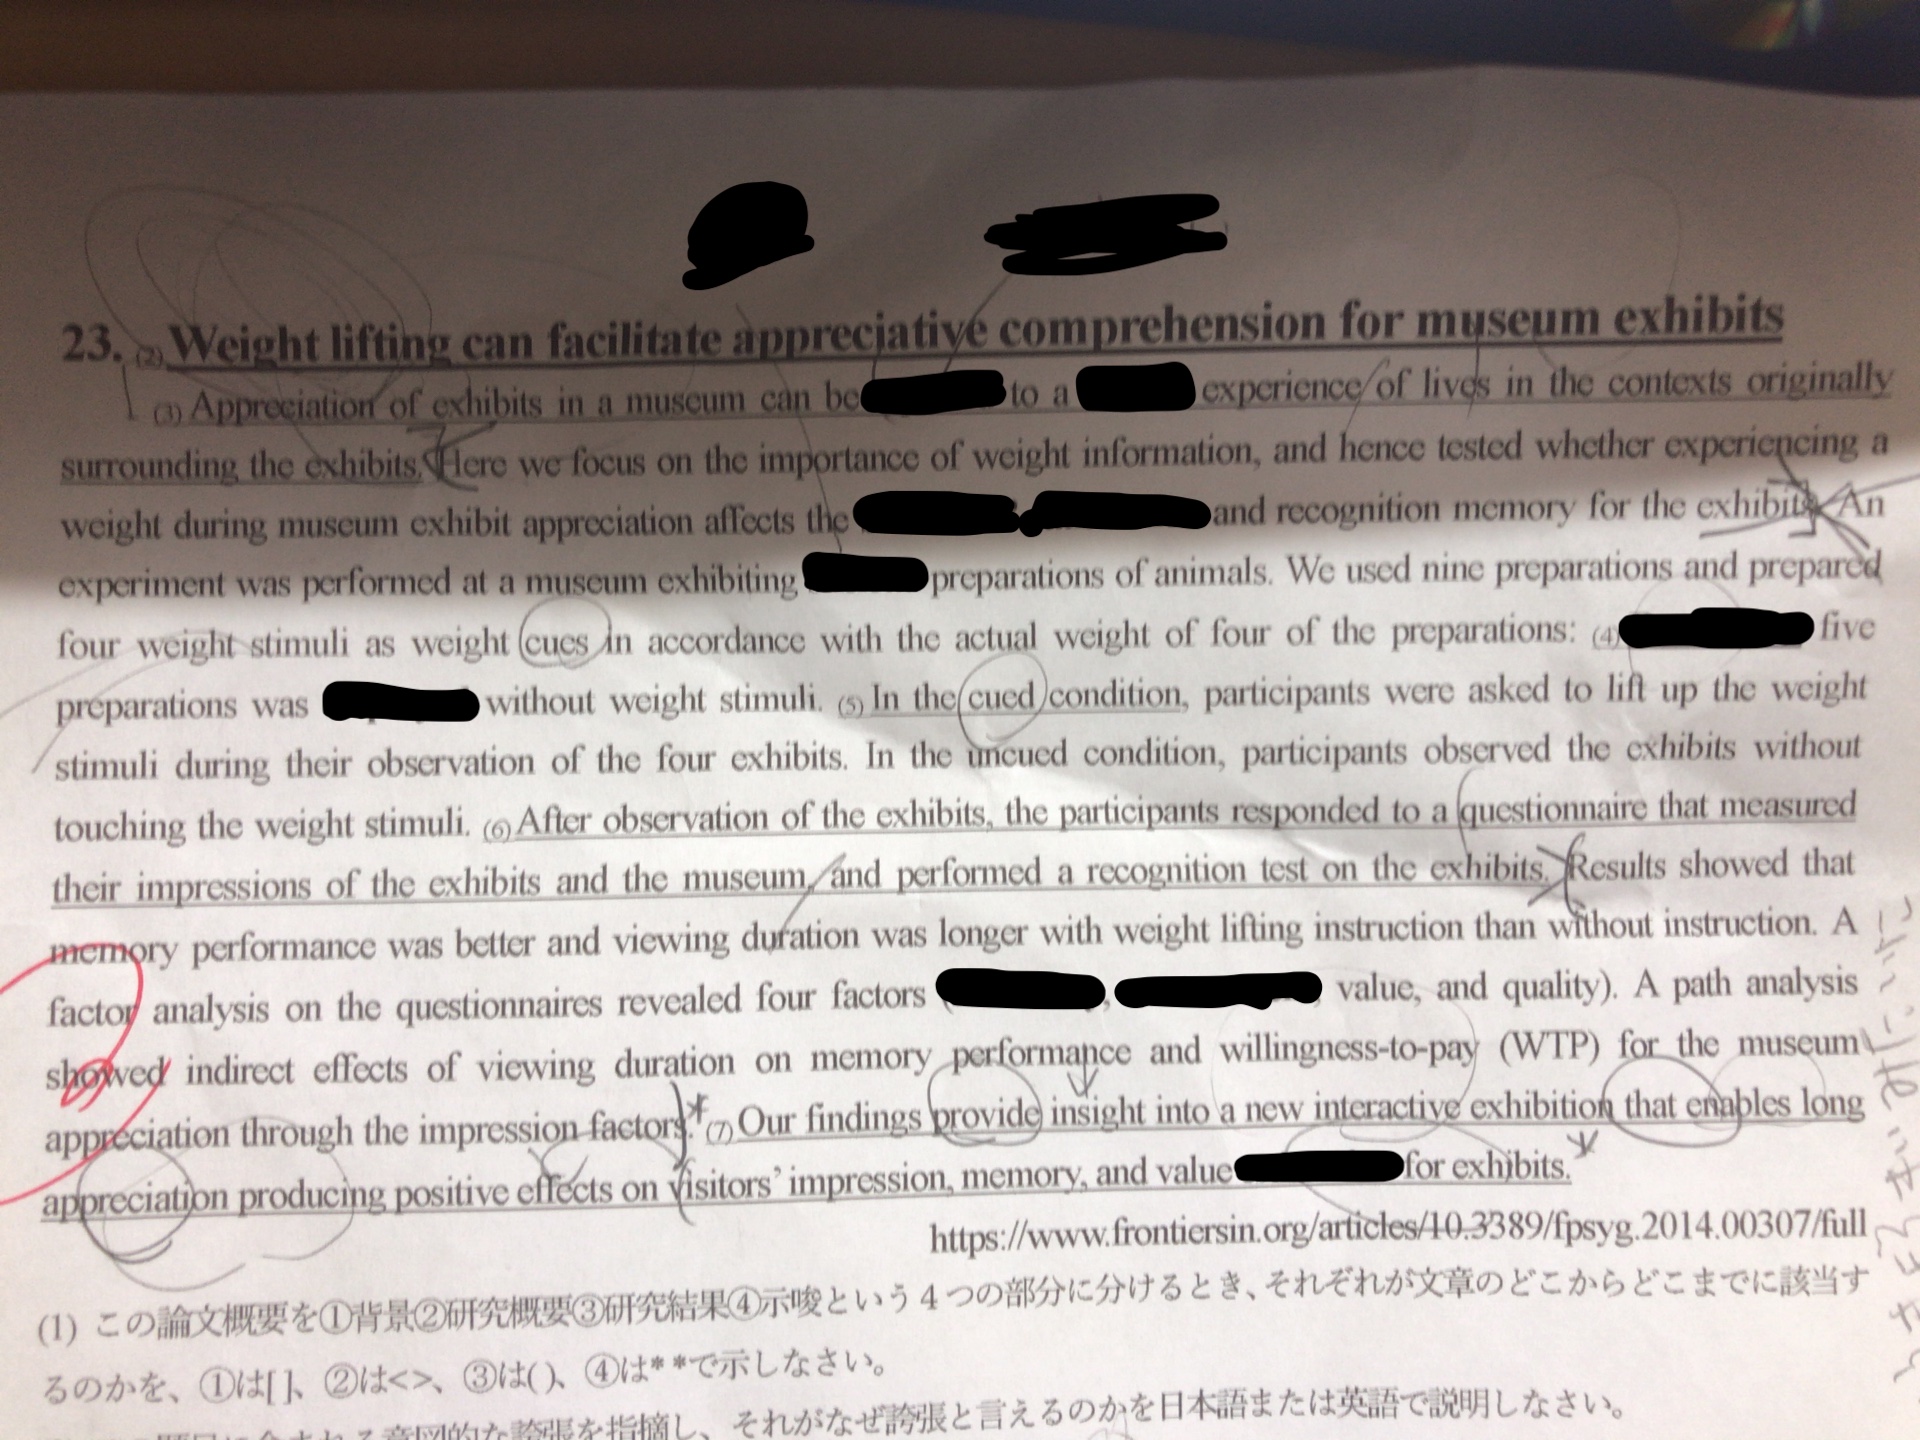 23. (2) Weight lifting can facilitate appreciative comprehension for museum exhibits
(3) Appreciation of exhibits in a museum can be to a experience of lives in the contexts originally
surrounding the exhibits. Here we focus on the importance of weight information, and hence tested whether experiencing a
weight during museum exhibit appreciation affects the and recognition memory for the exhibits. An
experiment was performed at a museum exhibiting preparations of animals. We used nine preparations and prepared
four weight stimuli as weight cues in accordance with the actual weight of four of the preparations: (4) five
preparations was without weight stimuli. (5) In the cued condition, participants were asked to lift up the weight
stimuli during their observation of the four exhibits. In the uncued condition, participants observed the exhibits without
touching the weight stimuli. (6) After observation of the exhibits, the participants responded to a questionnaire that measured
their impressions of the exhibits and the museum, and performed a recognition test on the exhibits. Results showed that
memory performance was better and viewing duration was longer with weight lifting instruction than without instruction. A
factor analysis on the questionnaires revealed four factors ( , , value, and quality). A path analysis
showed indirect effects of viewing duration on memory performance and willingness-to-pay (WTP) for the museum
appreciation through the impression factors.* (7) Our findings provide insight into a new interactive exhibition that enables long
appreciation producing positive effects on visitors' impression, memory, and value for exhibits.*
https://www.frontiersin.org/articles/10.3389/fpsyg.2014.00307/full
(1) この論文概要を①背景②研究概要③研究結果④示唆という4つの部分に分けるとき、それぞれが文章のどこからどこまでに該当す
るのかを、①は[ ]、②は< >、③は( )、④は* *で示しなさい。
意図的な誇張を指摘し、それがなぜ誇張と言えるのかを日本語または英語で説明しなさい。